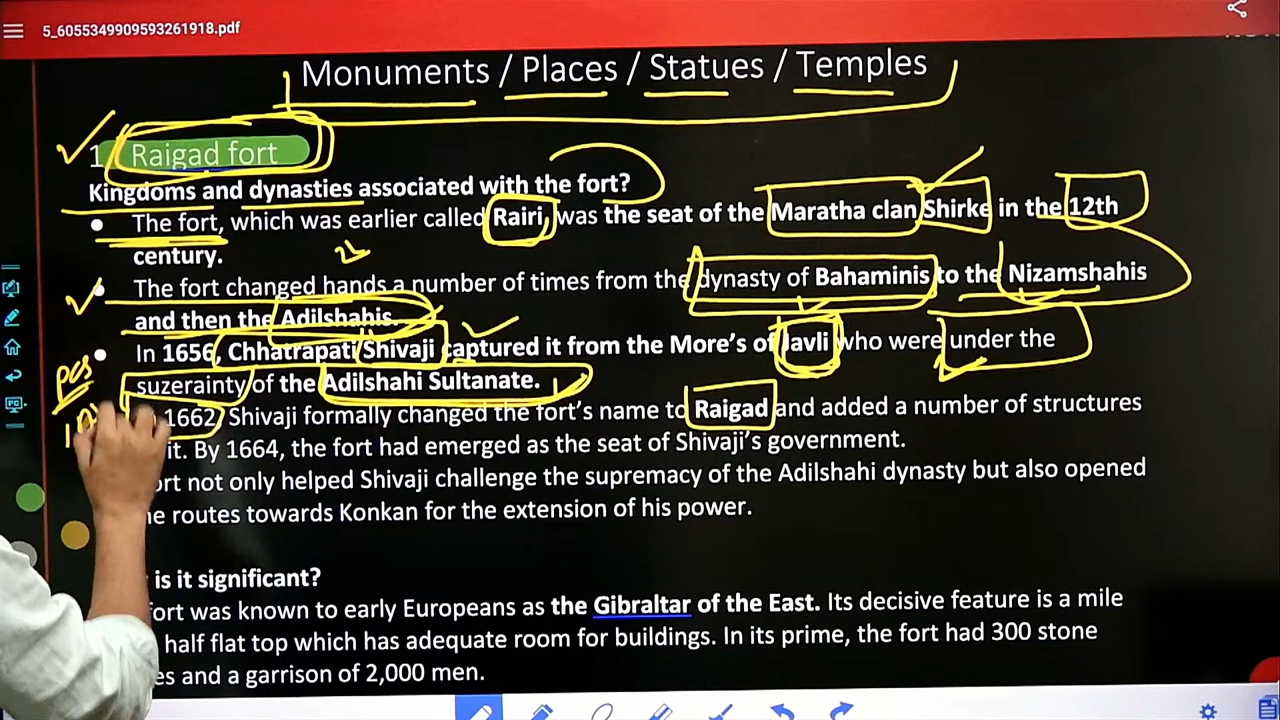 5_6055349909593261918.pdf
Monuments / Places / Statues / Temples
1 Raigad fort
Kingdoms and dynasties associated with the fort?
• The fort, which was earlier called Rairi, was the seat of the Maratha clan Shirke in the 12th
century.
• The fort changed hands a number of times from the dynasty of Bahaminis to the Nizamshahis
and then the Adilshahis.
• In 1656, Chhatrapati Shivaji captured it from the More's of Javli who were under the
suzerainty of the Adilshahi Sultanate.
1662, Shivaji formally changed the fort's name to Raigad and added a number of structures
it. By 1664, the fort had emerged as the seat of Shivaji's government.
ort not only helped Shivaji challenge the supremacy of the Adilshahi dynasty but also opened
e routes towards Konkan for the extension of his power.
is it significant?
fort was known to early Europeans as the Gibraltar of the East. Its decisive feature is a mile
half flat top which has adequate room for buildings. In its prime, the fort had 300 stone
es and a garrison of 2,000 men.